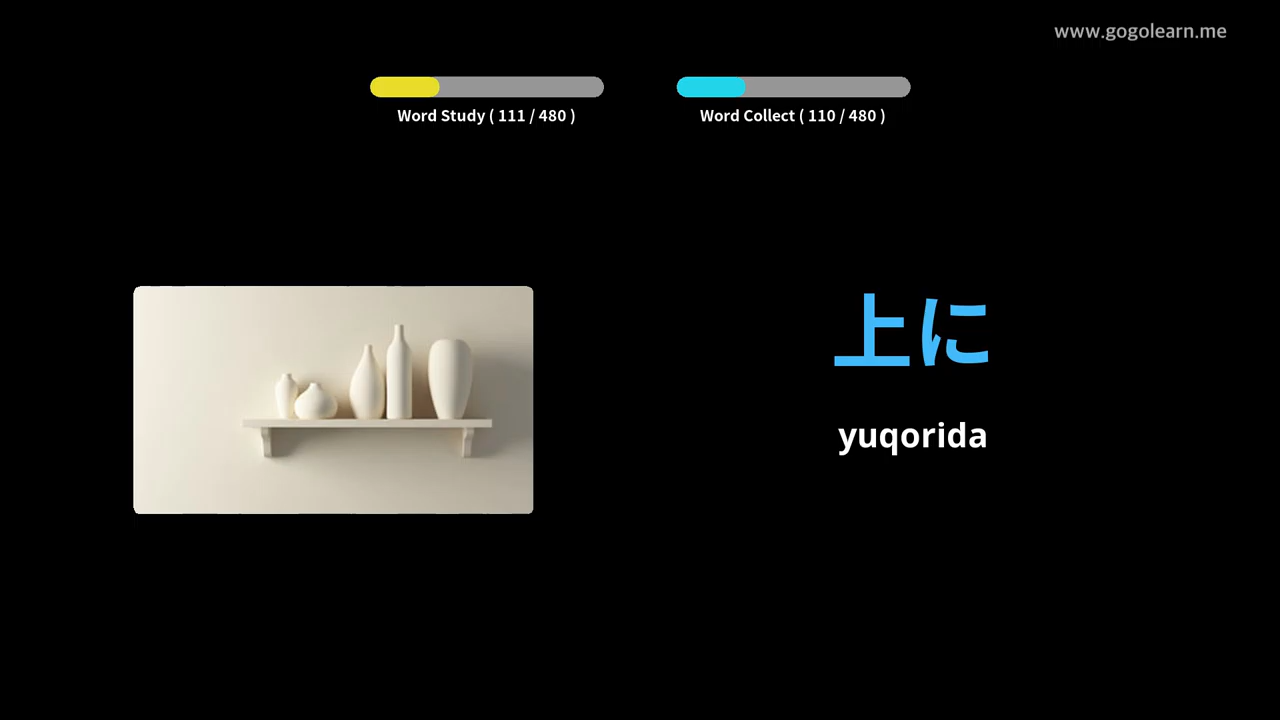 www.gogolearn.me
Word Study ( 111 / 480 )
Word Collect ( 110 / 480 )
上に
yuqorida